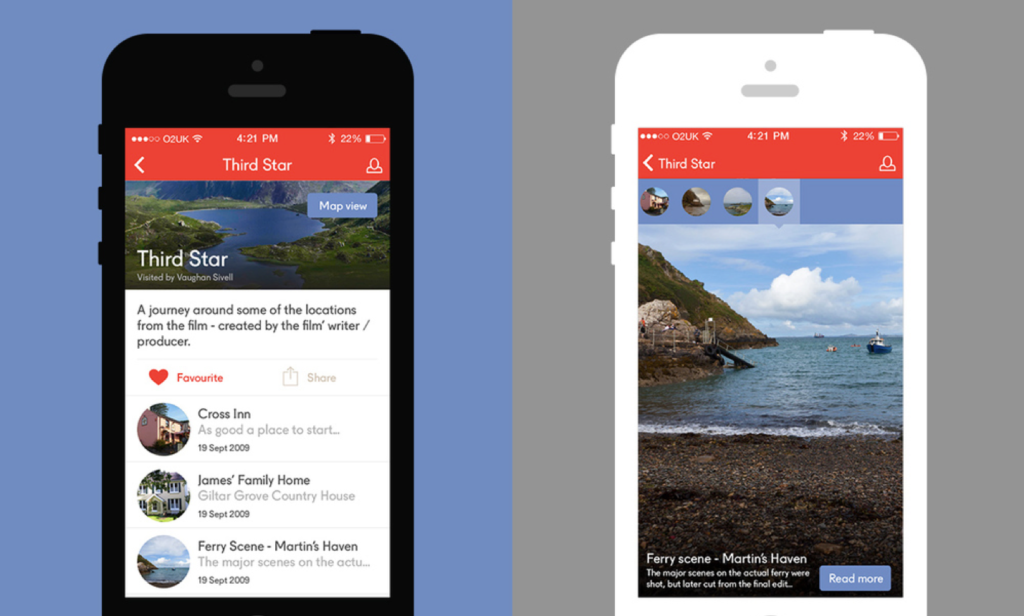 O2UK 4:21 PM 22%
Third Star
Map view
Third Star
Visited by Vaughan Sivell
A journey around some of the locations
from the film - created by the film' writer /
producer.
Favourite Share
Cross Inn
As good a place to start...
19 Sept 2009
James' Family Home
Giltar Grove Country House
19 Sept 2009
Ferry Scene - Martin's Haven
The major scenes on the actu...
19 Sept 2009
O2UK 4:21 PM 22%
Third Star
Ferry scene - Martin's Haven
The major scenes on the actual ferry were
shot, but later cut from the final edit...
Read more